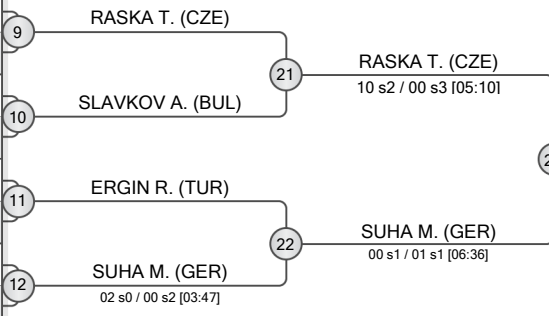 9
RASKA T. (CZE)
21
RASKA T. (CZE)
10 s2 / 00 s3 [05:10]
10
SLAVKOV A. (BUL)
11
ERGIN R. (TUR)
22
SUHA M. (GER)
00 s1 / 01 s1 [06:36]
12
SUHA M. (GER)
02 s0 / 00 s2 [03:47]